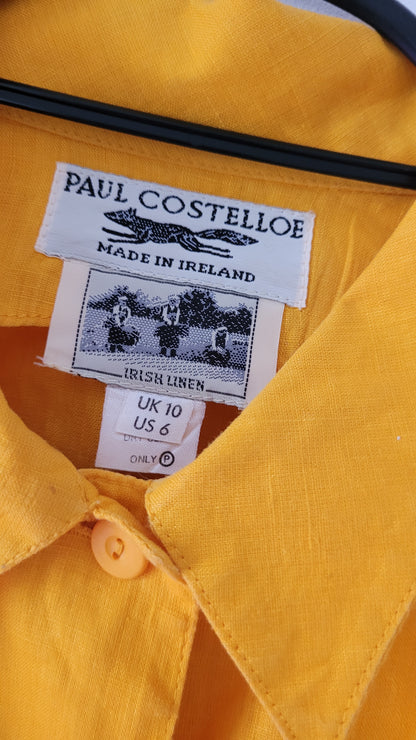 PAUL COSTELLOE
MADE IN IRELAND
IRISH LINEN
UK 10
US 6
ONLY Ⓟ